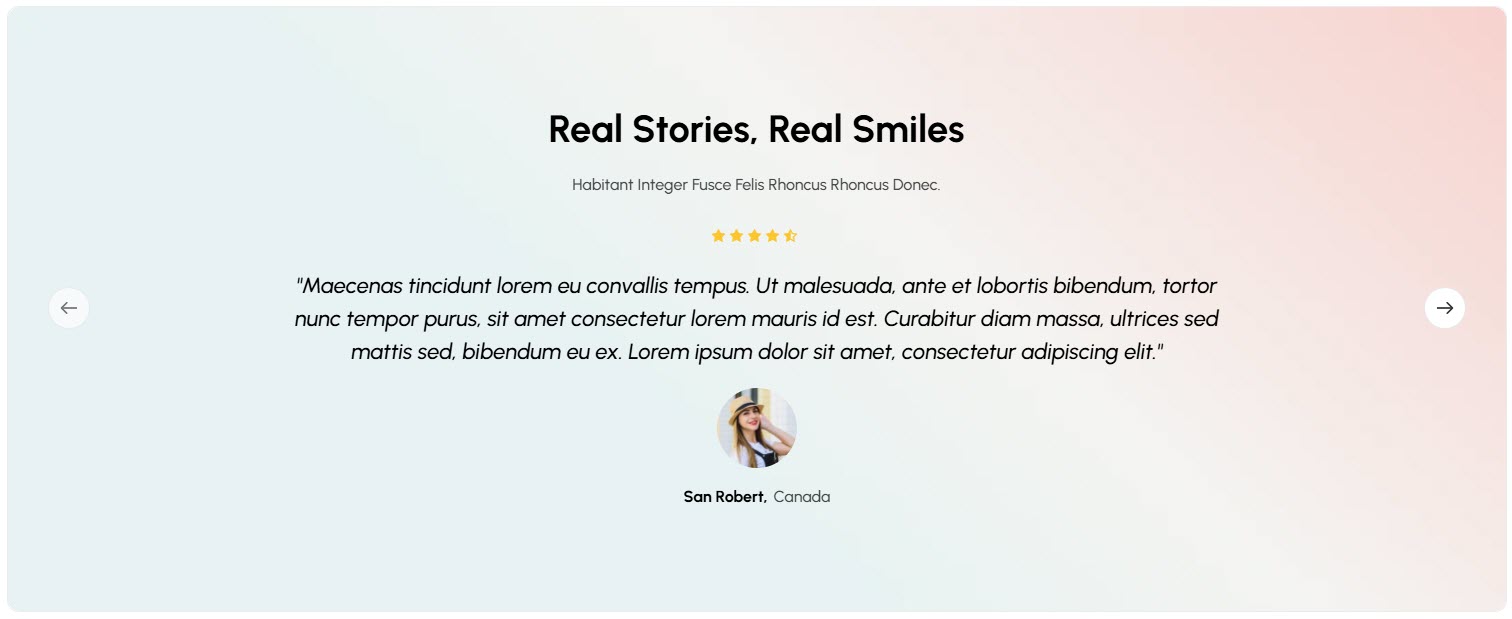 Real Stories, Real Smiles
Habitant Integer Fusce Felis Rhoncus Rhoncus Donec.
"Maecenas tincidunt lorem eu convallis tempus. Ut malesuada, ante et lobortis bibendum, tortor
nunc tempor purus, sit amet consectetur lorem mauris id est. Curabitur diam massa, ultrices sed
mattis sed, bibendum eu ex. Lorem ipsum dolor sit amet, consectetur adipiscing elit."
San Robert, Canada